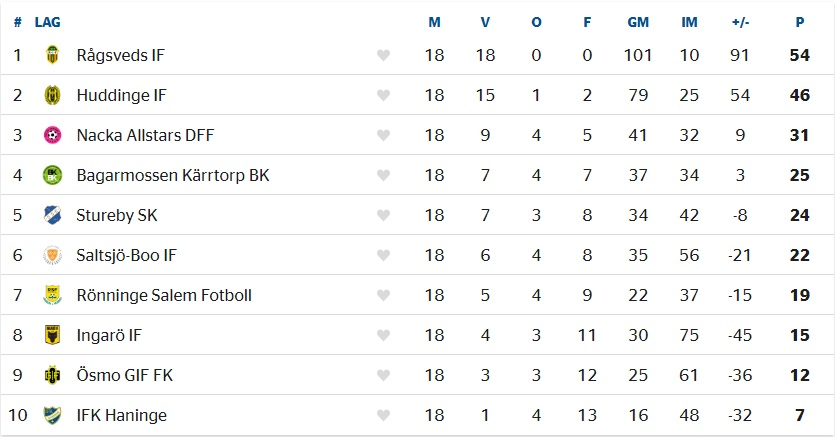 # LAG M V O F GM IM +/- P
1 Rågsveds IF 18 18 0 0 101 10 91 54
2 Huddinge IF 18 15 1 2 79 25 54 46
3 Nacka Allstars DFF 18 9 4 5 41 32 9 31
4 Bagarmossen Kärrtorp BK 18 7 4 7 37 34 3 25
5 Stureby SK 18 7 3 8 34 42 -8 24
6 Saltsjö-Boo IF 18 6 4 8 35 56 -21 22
7 Rönninge Salem Fotboll 18 5 4 9 22 37 -15 19
8 Ingarö IF 18 4 3 11 30 75 -45 15
9 Ösmo GIF FK 18 3 3 12 25 61 -36 12
10 IFK Haninge 18 1 4 13 16 48 -32 7